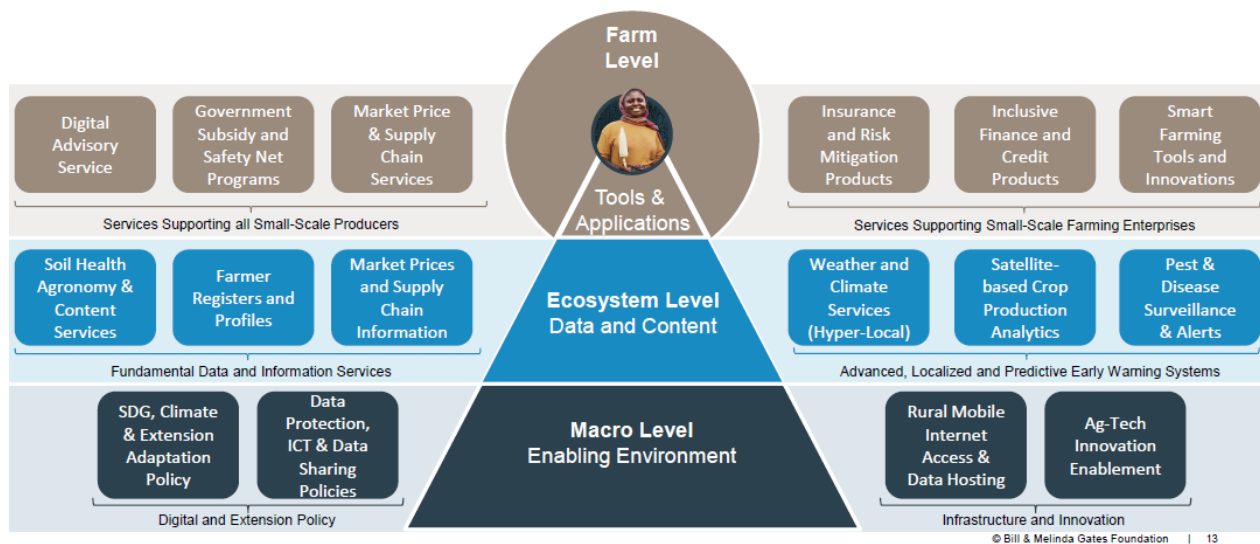 Farm
Level
Tools &
Applications
Digital
Advisory
Service
Government
Subsidy and
Safety Net
Programs
Market Price
& Supply
Chain
Services
Services Supporting all Small-Scale Producers
Insurance
and Risk
Mitigation
Products
Inclusive
Finance and
Credit
Products
Smart
Farming
Tools and
Innovations
Services Supporting Small-Scale Farming Enterprises
Soil Health
Agronomy &
Content
Services
Farmer
Registers and
Profiles
Market Prices
and Supply
Chain
Information
Fundamental Data and Information Services
Ecosystem Level
Data and Content
Weather and
Climate
Services
(Hyper-Local)
Satellite-
based Crop
Production
Analytics
Pest &
Disease
Surveillance
& Alerts
Advanced, Localized and Predictive Early Warning Systems
SDG, Climate
& Extension
Adaptation
Policy
Data
Protection,
ICT & Data
Sharing
Policies
Digital and Extension Policy
Macro Level
Enabling Environment
Rural Mobile
Internet
Access &
Data Hosting
Ag-Tech
Innovation
Enablement
Infrastructure and Innovation
© Bill & Melinda Gates Foundation | 13